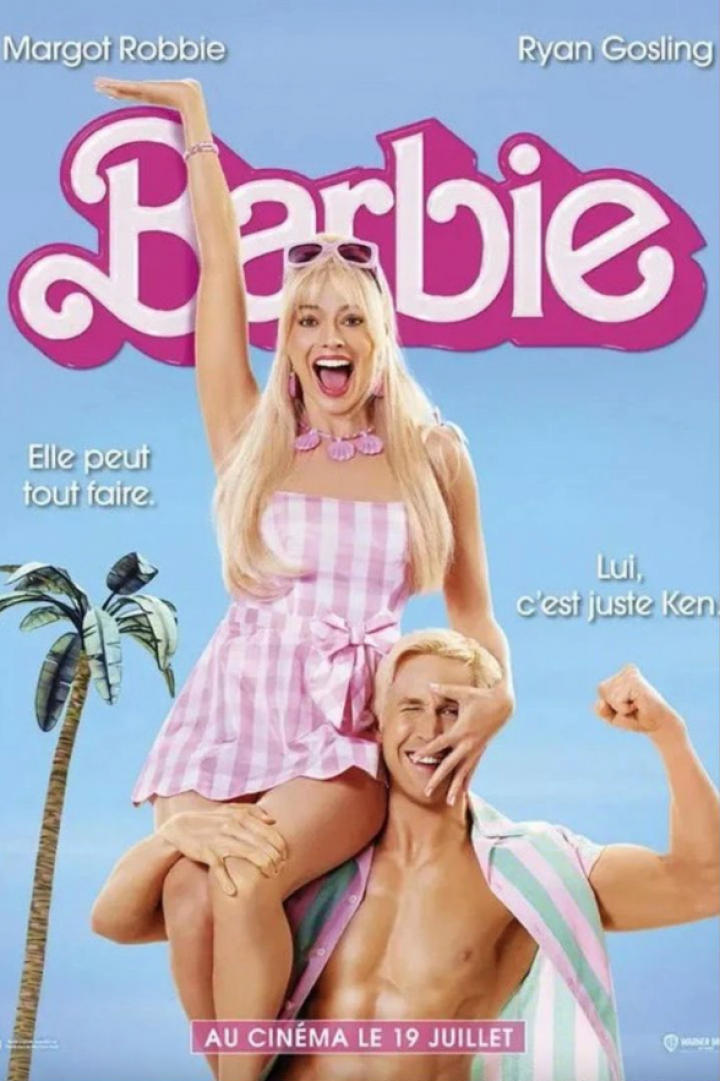 Margot Robbie
Ryan Gosling
Barbie
Elle peut
tout faire.
Lui,
c'est juste Ken
AU CINÉMA LE 19 JUILLET